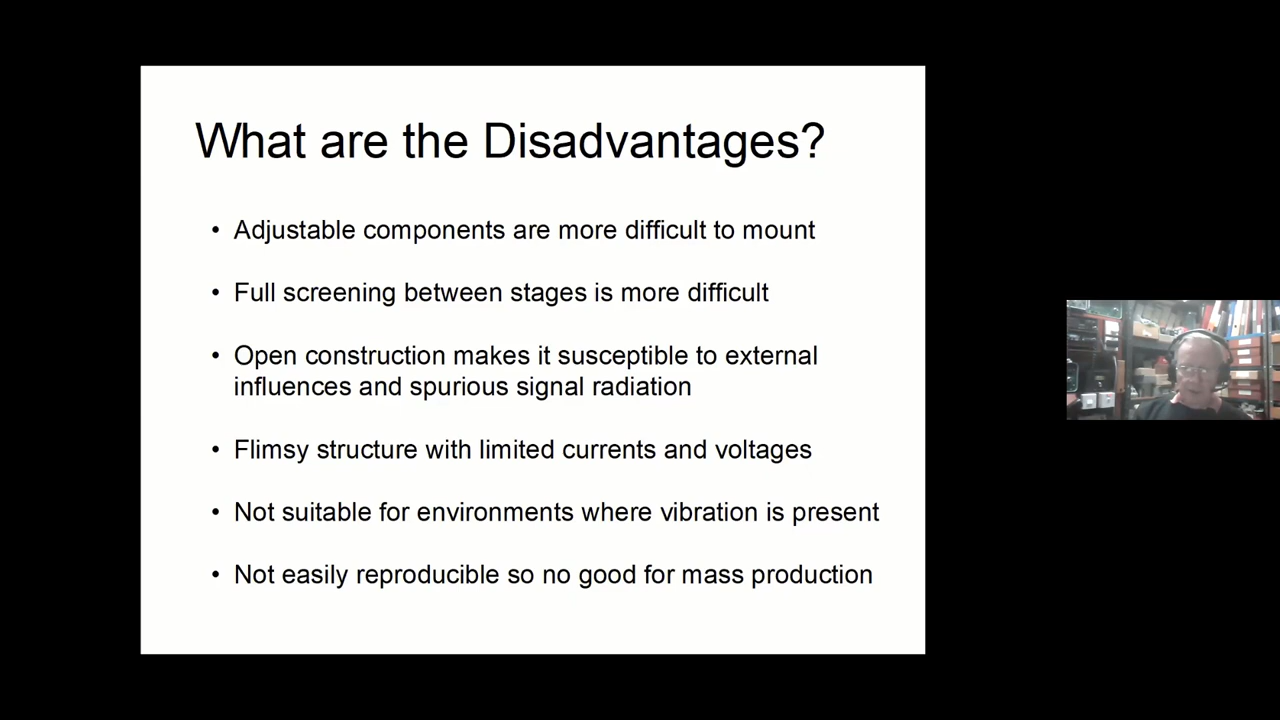 What are the Disadvantages?
• Adjustable components are more difficult to mount
• Full screening between stages is more difficult
• Open construction makes it susceptible to external
influences and spurious signal radiation
• Flimsy structure with limited currents and voltages
• Not suitable for environments where vibration is present
• Not easily reproducible so no good for mass production